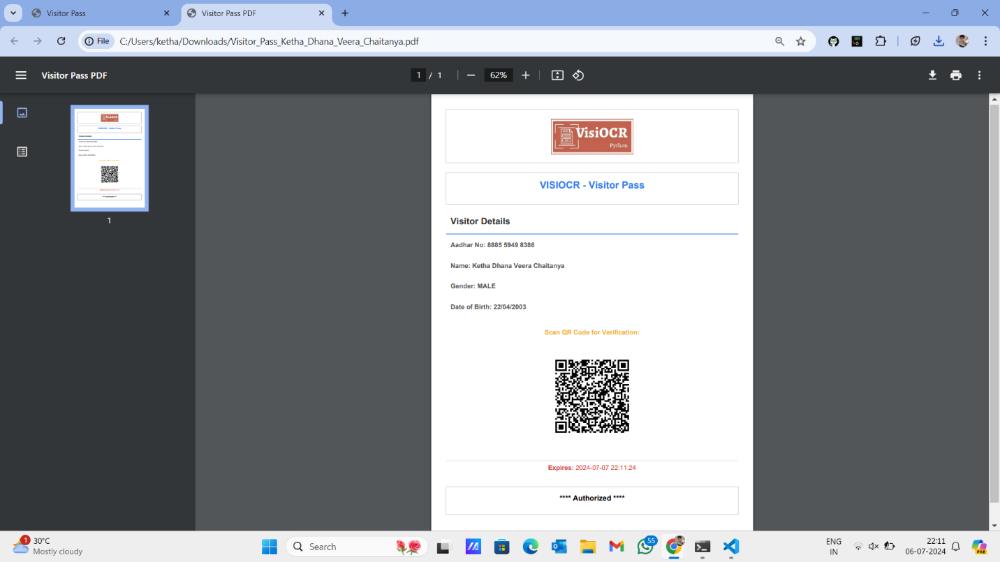 Visitor Pass
Visitor Pass PDF
File
C:/Users/ketha/Downloads/Visitor_Pass_Ketha_Dhana_Veera_Chaitanya.pdf
Visitor Pass PDF
1 / 1
62%
VisiOCR
Python
VISIOCR - Visitor Pass
Visitor Details
Aadhar No: 8885 5949 8386
Name: Ketha Dhana Veera Chaitanya
Gender: MALE
Date of Birth: 22/04/2003
Scan QR Code for Verification:
Expires: 2024-07-07 22:11:24
**** Authorized ****
1
1
30°C
Mostly cloudy
Search
55
ENG
IN
22:11
06-07-2024
PRE